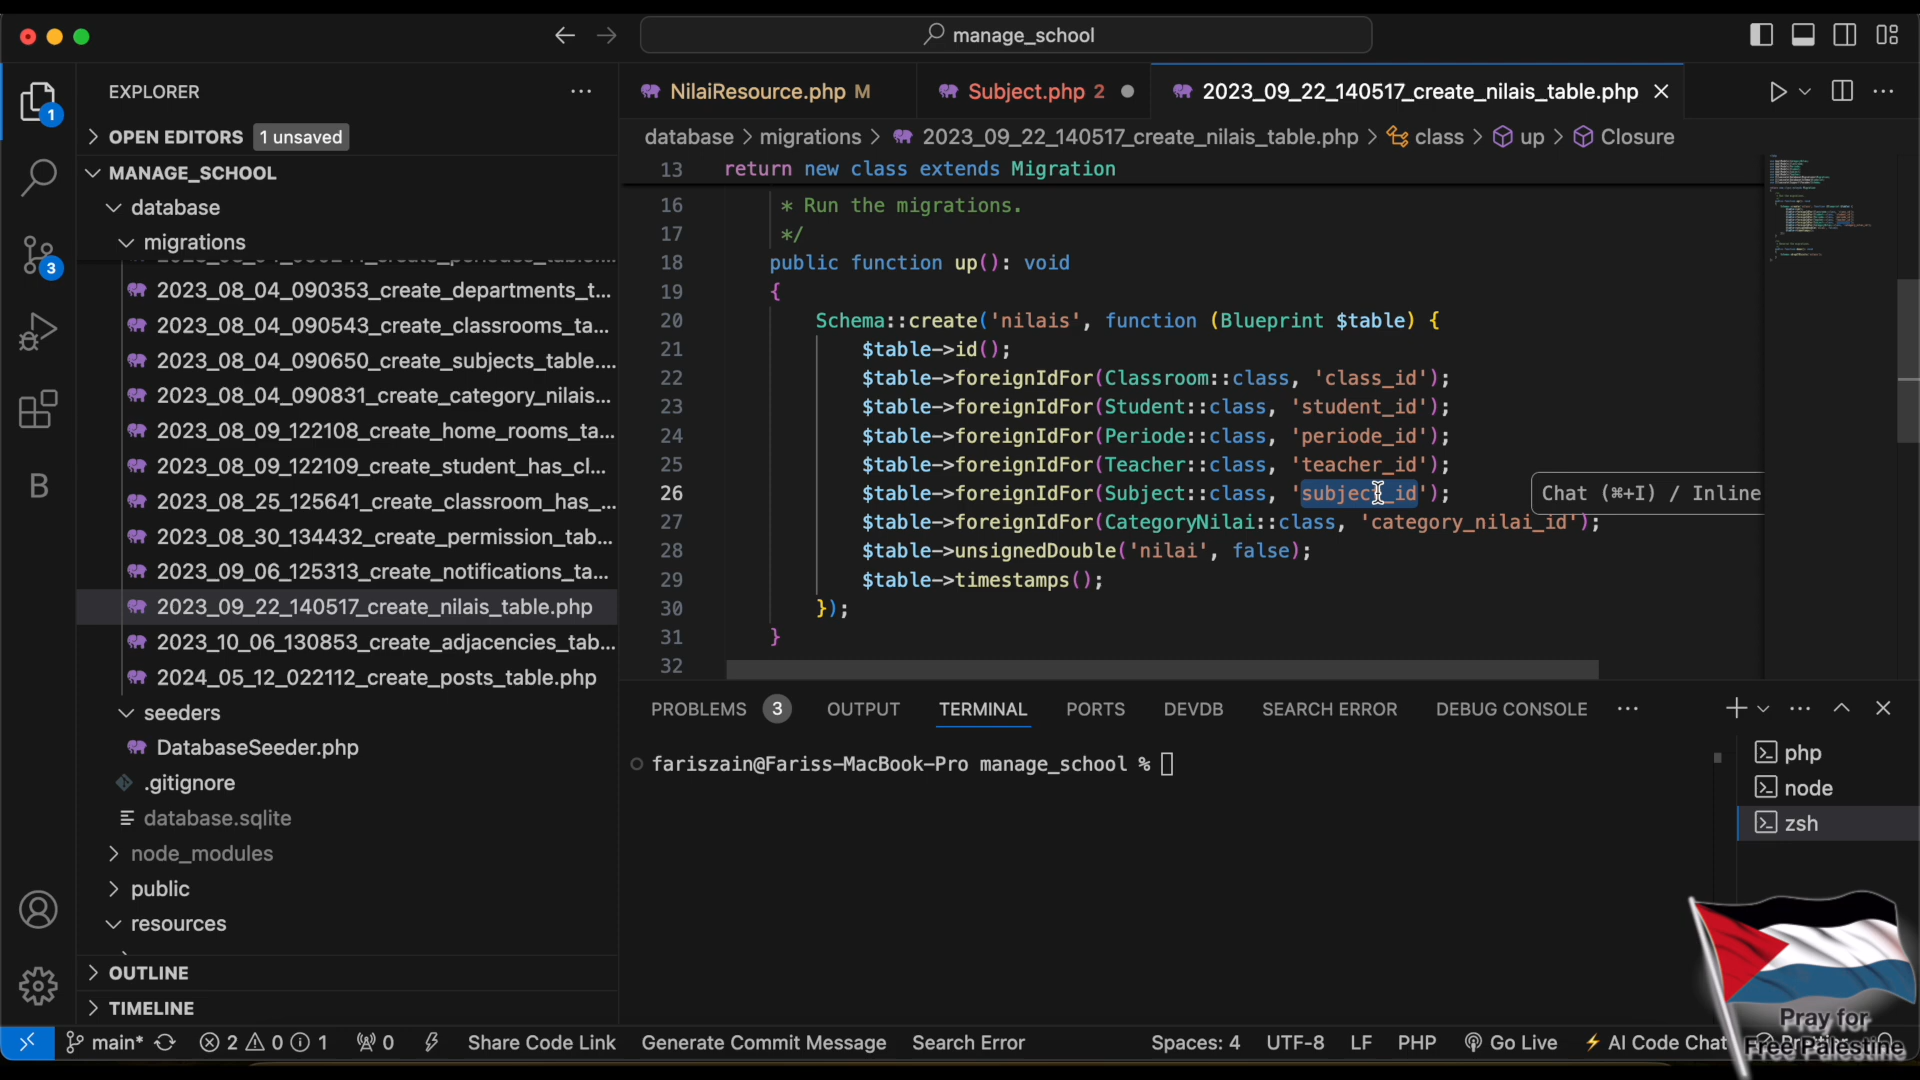 manage_school
EXPLORER
OPEN EDITORS 1 unsaved
MANAGE_SCHOOL
database
migrations
2023_08_04_090353_create_departments_t...
2023_08_04_090543_create_classrooms_ta...
2023_08_04_090650_create_subjects_table....
2023_08_04_090831_create_category_nilais...
2023_08_09_122108_create_home_rooms_ta...
2023_08_09_122109_create_student_has_cl...
2023_08_25_125641_create_classroom_has_...
2023_08_30_134432_create_permission_tab...
2023_09_06_125313_create_notifications_ta...
2023_09_22_140517_create_nilais_table.php
2023_10_06_130853_create_adjacencies_tab...
2024_05_12_022112_create_posts_table.php
seeders
DatabaseSeeder.php
.gitignore
database.sqlite
node_modules
public
resources
OUTLINE
TIMELINE
1
3
B
NilaiResource.php M
Subject.php 2
2023_09_22_140517_create_nilais_table.php
database > migrations > 2023_09_22_140517_create_nilais_table.php > class > up > Closure
13 return new class extends Migration
16 * Run the migrations.
17 */
18 public function up(): void
19 {
20 Schema::create('nilais', function (Blueprint $table) {
21 $table->id();
22 $table->foreignIdFor(Classroom::class, 'class_id');
23 $table->foreignIdFor(Student::class, 'student_id');
24 $table->foreignIdFor(Periode::class, 'periode_id');
25 $table->foreignIdFor(Teacher::class, 'teacher_id');
26 $table->foreignIdFor(Subject::class, 'subject_id'); Chat (⌘+I) / Inline
27 $table->foreignIdFor(CategoryNilai::class, 'category_nilai_id');
28 $table->unsignedDouble('nilai', false);
29 $table->timestamps();
30 });
31 }
32
PROBLEMS 3 OUTPUT TERMINAL PORTS DEVDB SEARCH ERROR DEBUG CONSOLE
fariszain@Fariss-MacBook-Pro manage_school %
php
node
zsh
Pray for
Free Palestine
main* 2 0 1 0 Share Code Link Generate Commit Message Search Error Spaces: 4 UTF-8 LF PHP Go Live AI Code Chat